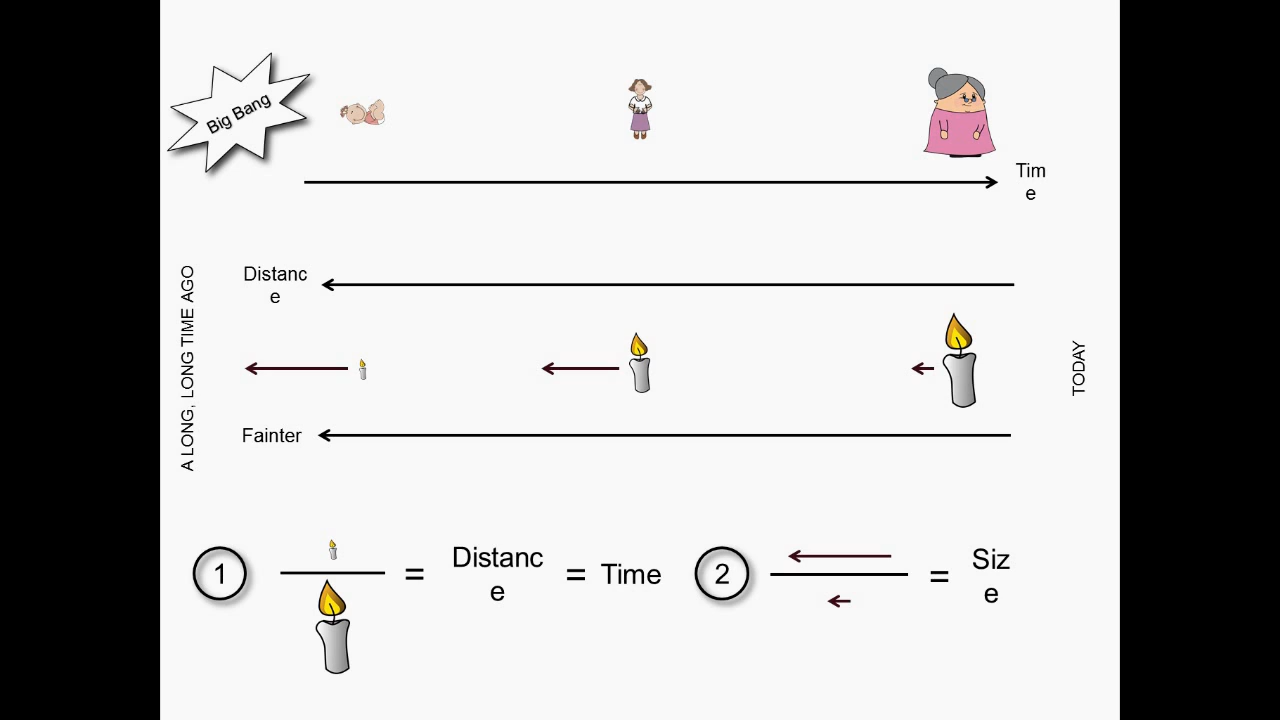 Big Bang
Tim
e
Distanc
e
A LONG, LONG TIME AGO
TODAY
Fainter
1
=
Distanc
e
= Time
2
=
Siz
e